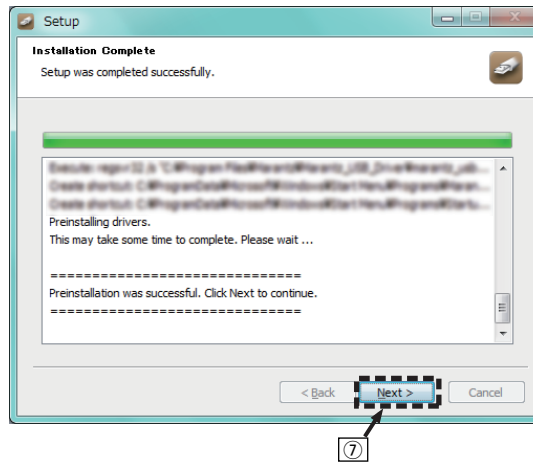 Setup
Installation Complete
Setup was completed successfully.
Preinstalling drivers.
This may take some time to complete. Please wait ...
==============================
Preinstallation was successful. Click Next to continue.
==============================
< Back
Next >
Cancel
⑦